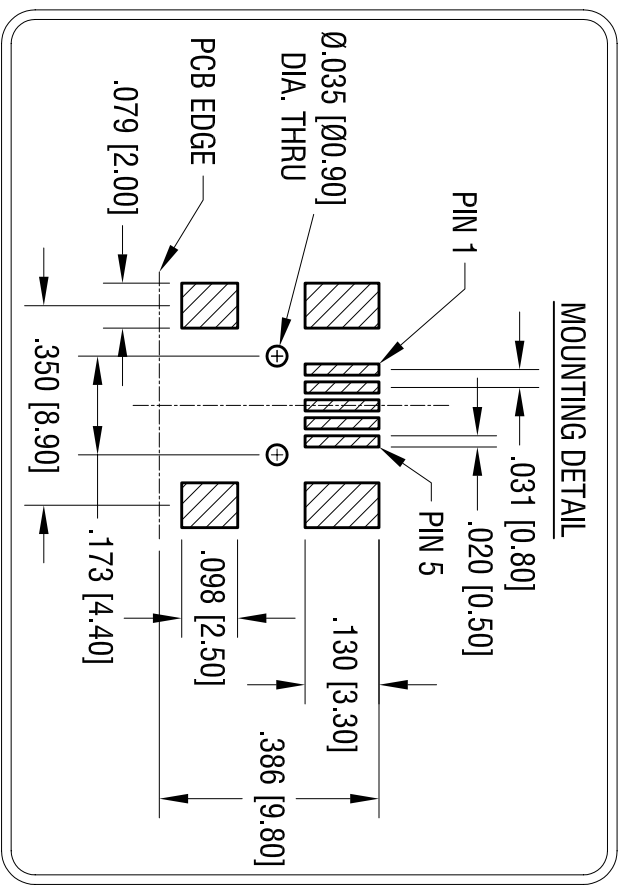 MOUNTING DETAIL
.031 [0.80]
.020 [0.50]
PIN 1
PIN 5
Ø.035 [Ø0.90]
DIA. THRU
.130 [3.30]
.386 [9.80]
PCB EDGE
.098 [2.50]
.079 [2.00]
.173 [4.40]
.350 [8.90]